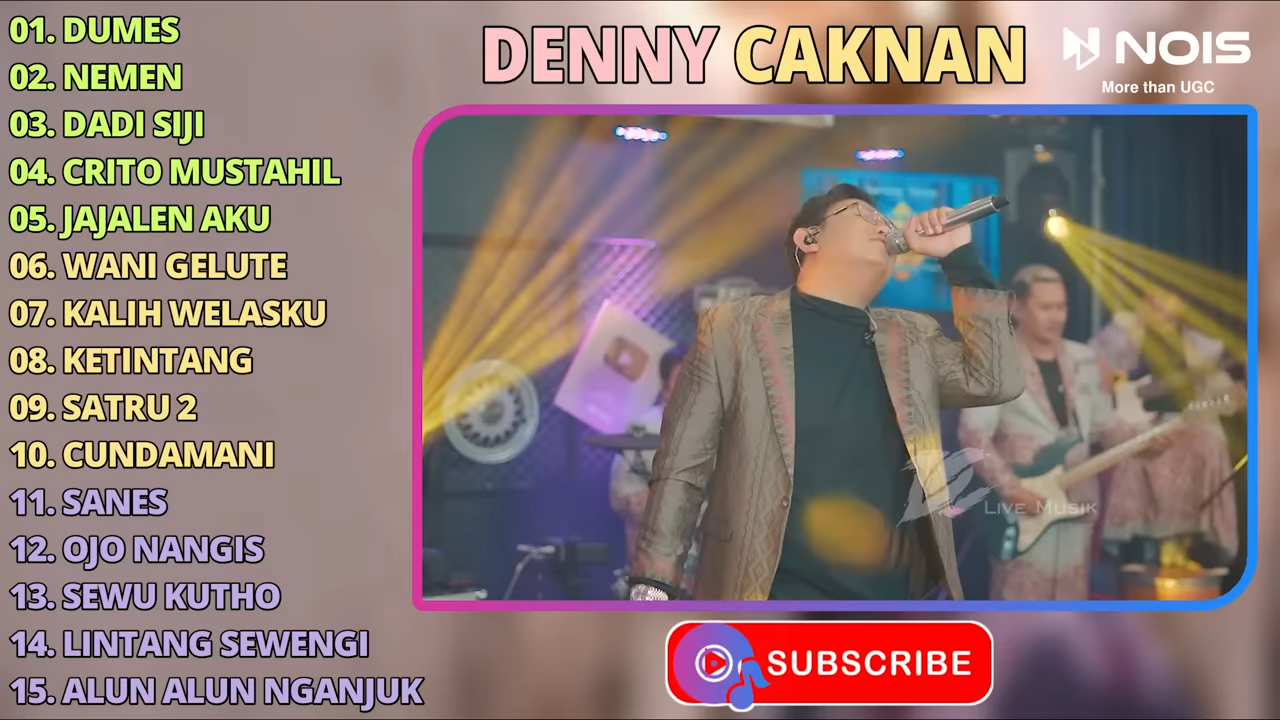 01. DUMES
02. NEMEN
03. DADI SIJI
04. CRITO MUSTAHIL
05. JAJALEN AKU
06. WANI GELUTE
07. KALIH WELASKU
08. KETINTANG
09. SATRU 2
10. CUNDAMANI
11. SANES
12. OJO NANGIS
13. SEWU KUTHO
14. LINTANG SEWENGI
15. ALUN ALUN NGANJUK
DENNY CAKNAN
NOIS
More than UGC
LIVE MUSIK
SUBSCRIBE